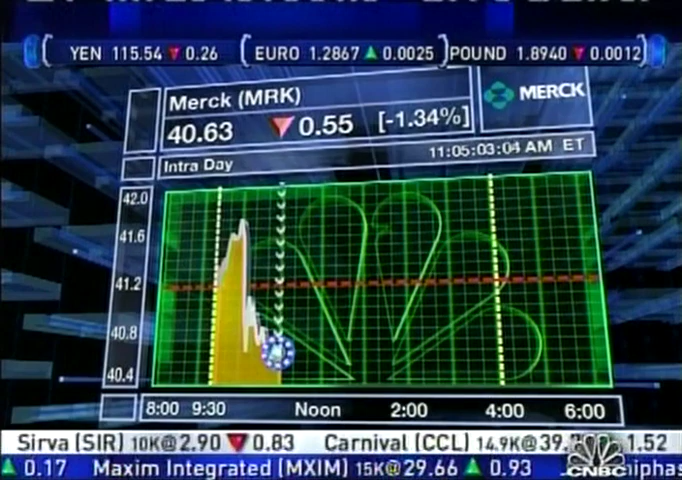 YEN 115.54 ▼ 0.26 EURO 1.2867 ▲ 0.0025 POUND 1.8940 ▼ 0.0012
Merck (MRK)
MERCK
40.63 ▼ 0.55 [-1.34%]
Intra Day 11:05:03:04 AM ET
42.0
41.6
41.2
40.8
40.4
8:00 9:30 Noon 2:00 4:00 6:00
Sirva (SIR) 10K@2.90 ▼ 0.83 Carnival (CCL) 14.9K@39. 1.52
▲ 0.17 Maxim Integrated (MXIM) 15K@29.66 ▲ 0.93
CNBC